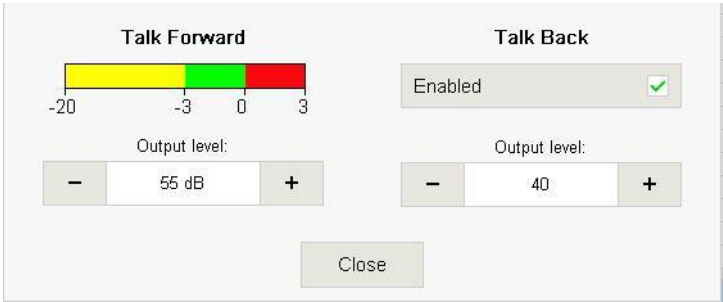 Talk Forward
-20 -3 0 3
Output level:
− 55 dB +
Talk Back
Enabled
Output level:
− 40 +
Close